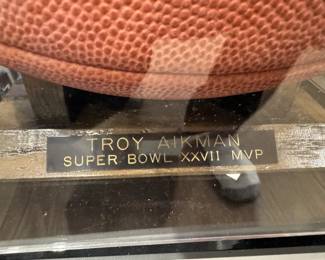 TROY AIKMAN
SUPER BOWL XXVII MVP